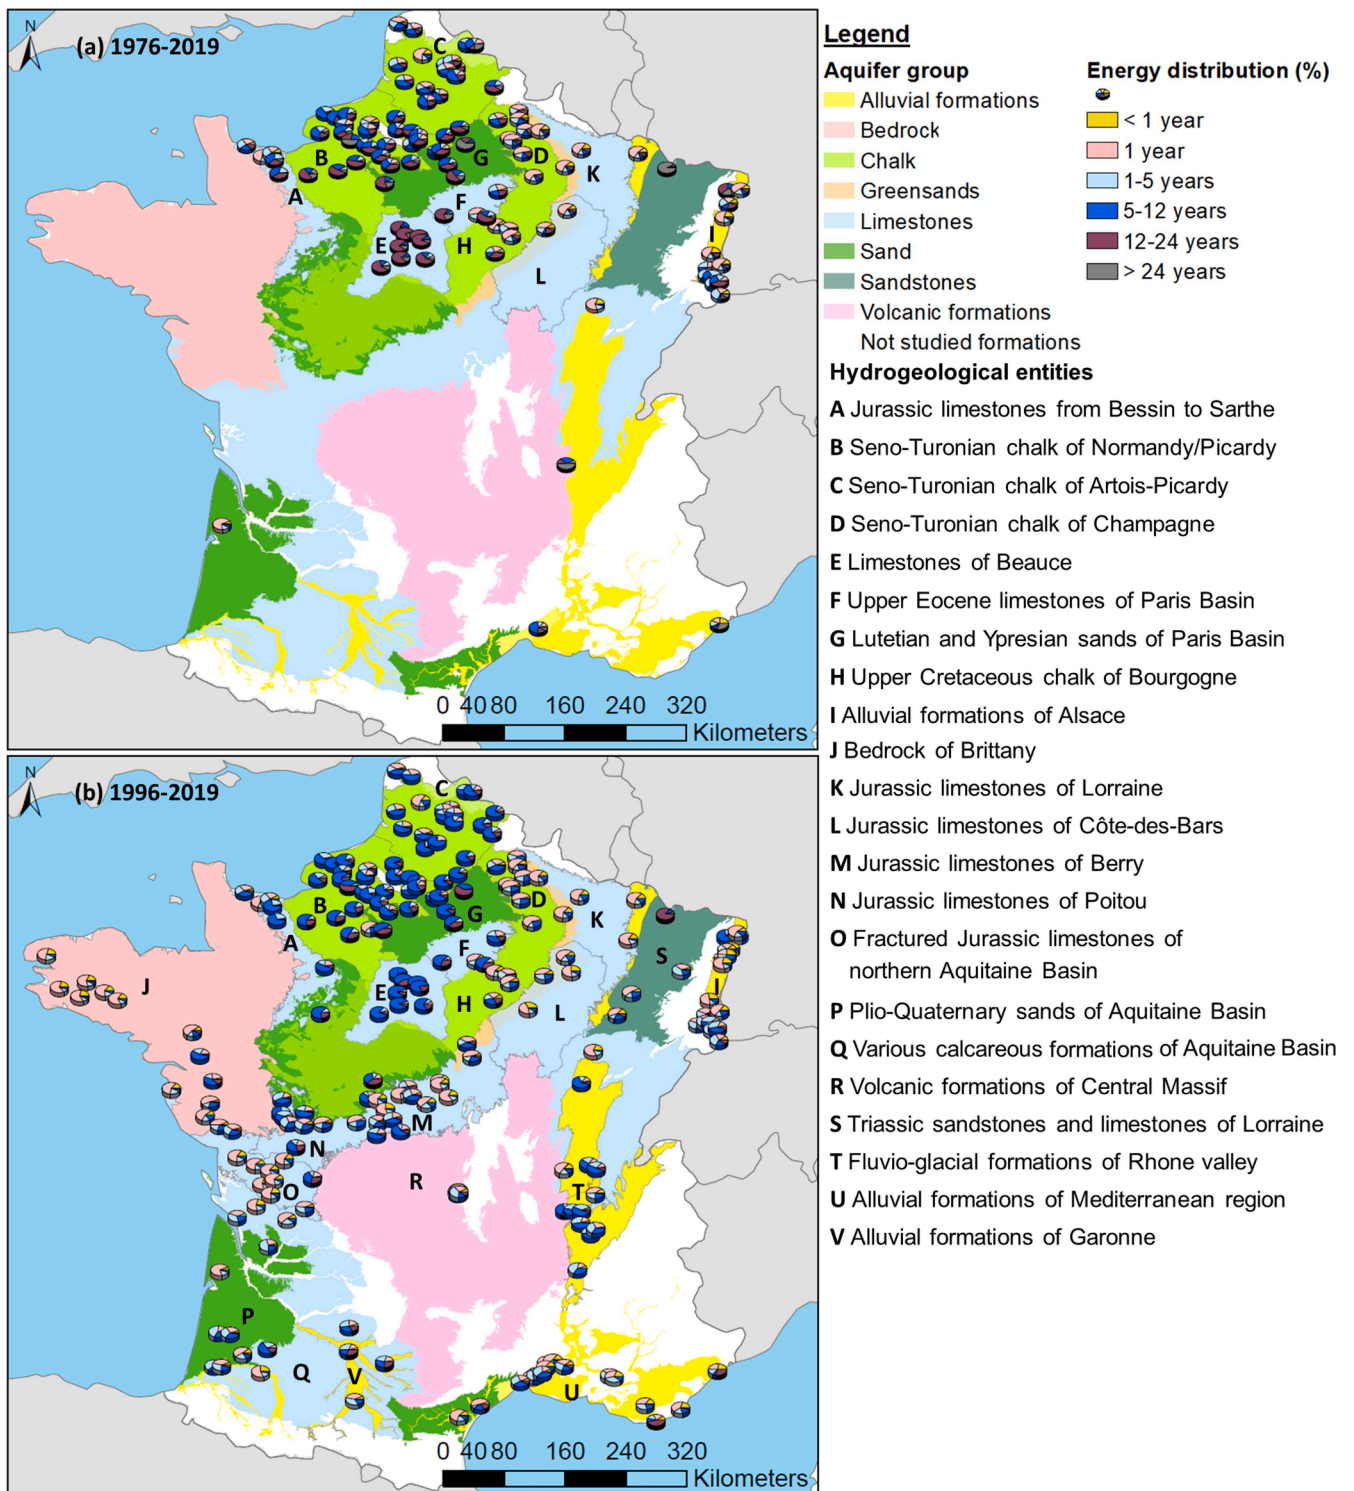 N
(a) 1976-2019
C
B
G
D
K
A
F
I
E
H
L
0 40 80 160 240 320
Kilometers
N
(b) 1996-2019
C
B
G
D
K
A
F
S
J
E
I
H
L
M
N
R
O
T
P
Q
V
U
0 40 80 160 240 320
Kilometers
Legend
Aquifer group
Alluvial formations
Bedrock
Chalk
Greensands
Limestones
Sand
Sandstones
Volcanic formations
Not studied formations
Energy distribution (%)
< 1 year
1 year
1-5 years
5-12 years
12-24 years
> 24 years
Hydrogeological entities
A Jurassic limestones from Bessin to Sarthe
B Seno-Turonian chalk of Normandy/Picardy
C Seno-Turonian chalk of Artois-Picardy
D Seno-Turonian chalk of Champagne
E Limestones of Beauce
F Upper Eocene limestones of Paris Basin
G Lutetian and Ypresian sands of Paris Basin
H Upper Cretaceous chalk of Bourgogne
I Alluvial formations of Alsace
J Bedrock of Brittany
K Jurassic limestones of Lorraine
L Jurassic limestones of Côte-des-Bars
M Jurassic limestones of Berry
N Jurassic limestones of Poitou
O Fractured Jurassic limestones of
northern Aquitaine Basin
P Plio-Quaternary sands of Aquitaine Basin
Q Various calcareous formations of Aquitaine Basin
R Volcanic formations of Central Massif
S Triassic sandstones and limestones of Lorraine
T Fluvio-glacial formations of Rhone valley
U Alluvial formations of Mediterranean region
V Alluvial formations of Garonne